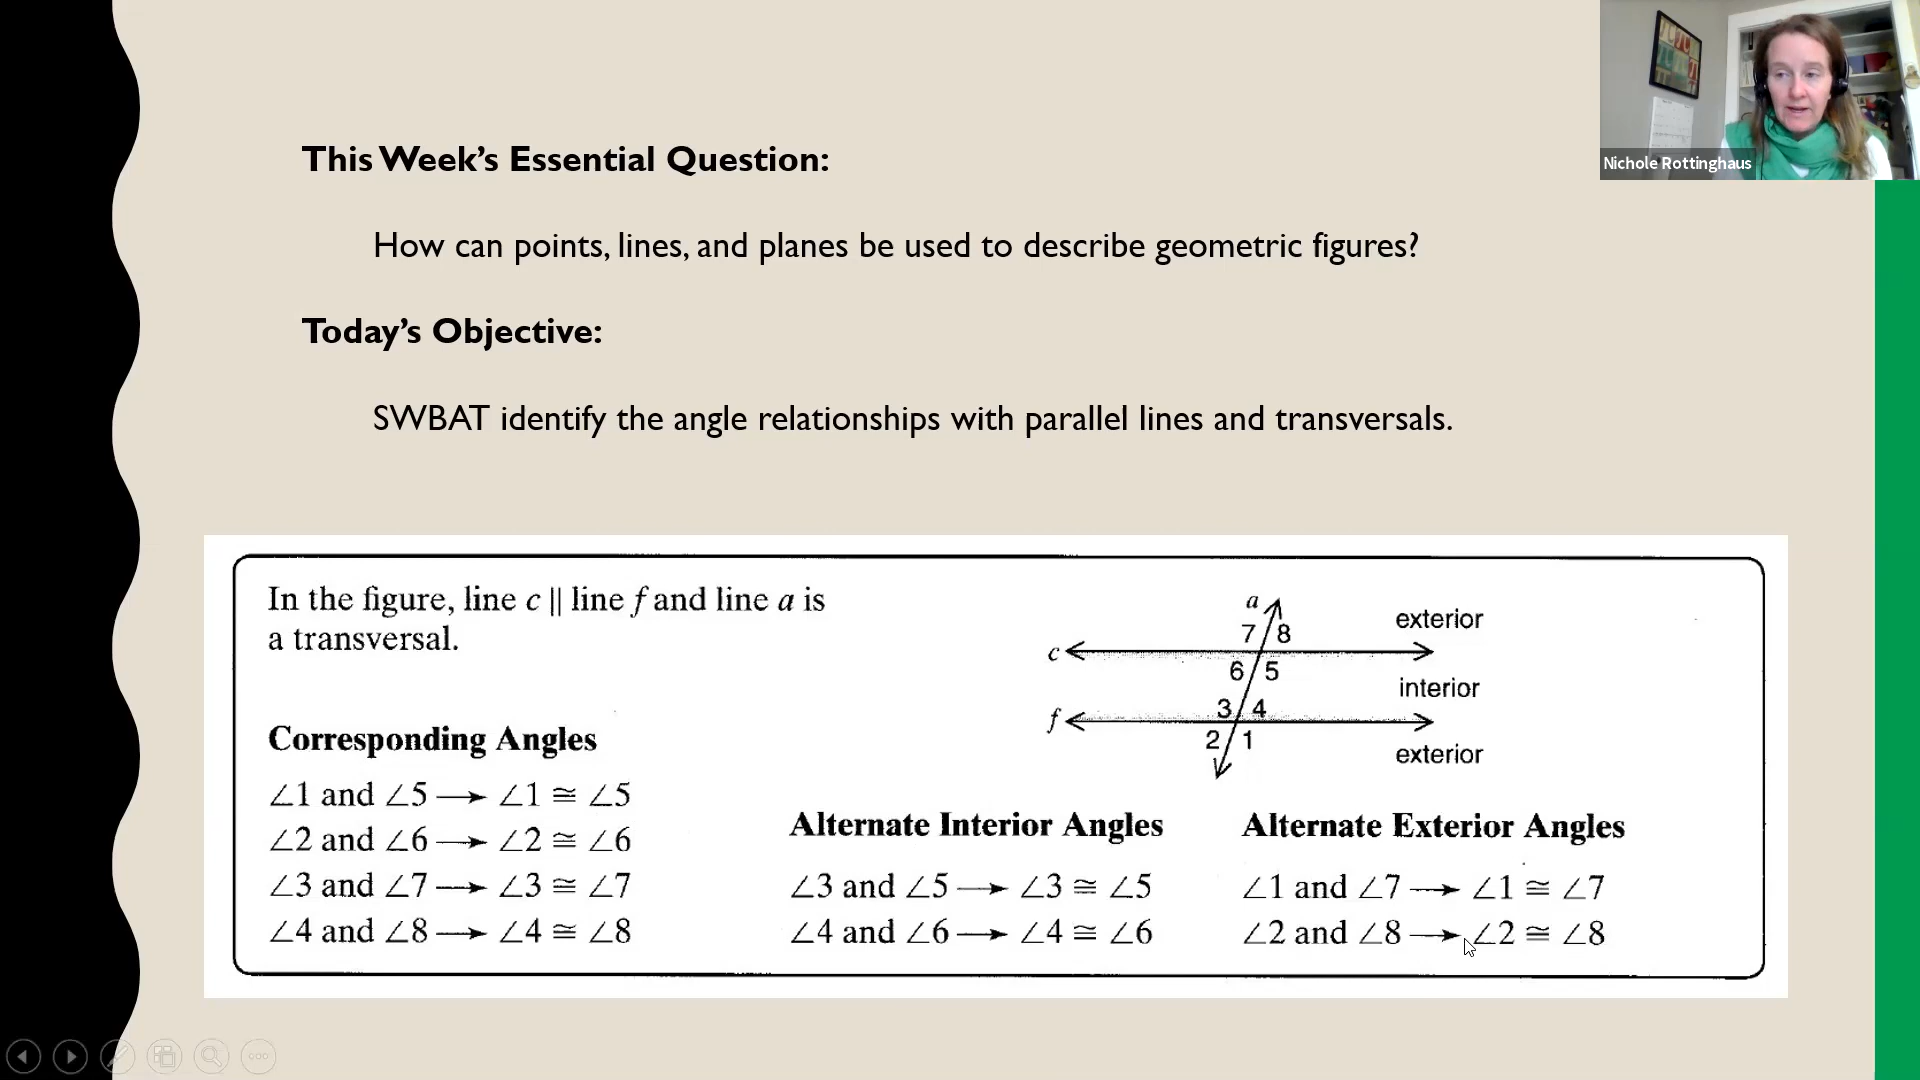 Nichole Rottinghaus
This Week's Essential Question:
How can points, lines, and planes be used to describe geometric figures?
Today's Objective:
SWBAT identify the angle relationships with parallel lines and transversals.
In the figure, line c || line f and line a is
a transversal.
a
7 8
exterior
c
6 5
interior
3 4
f
2 1
exterior
Corresponding Angles
∠1 and ∠5 → ∠1 ≅ ∠5
∠2 and ∠6 → ∠2 ≅ ∠6
∠3 and ∠7 → ∠3 ≅ ∠7
∠4 and ∠8 → ∠4 ≅ ∠8
Alternate Interior Angles
∠3 and ∠5 → ∠3 ≅ ∠5
∠4 and ∠6 → ∠4 ≅ ∠6
Alternate Exterior Angles
∠1 and ∠7 → ∠1 ≅ ∠7
∠2 and ∠8 → ∠2 ≅ ∠8